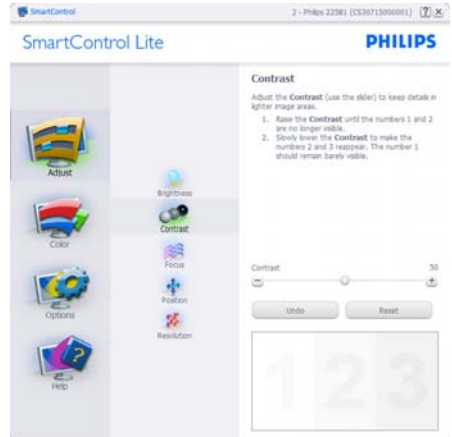 SmartControl
2 - Philips 225B1 (CS30715000001)
SmartControl Lite
PHILIPS
Adjust
Color
Options
Help
Brightness
Contrast
Focus
Position
Resolution
Contrast
Adjust the Contrast (use the slider) to keep details in
lighter image areas.
1. Raise the Contrast until the numbers 1 and 2
are no longer visible.
2. Slowly lower the Contrast to make the
numbers 2 and 3 reappear. The number 1
should remain barely visible.
Contrast 50
Undo Reset
1 2 3